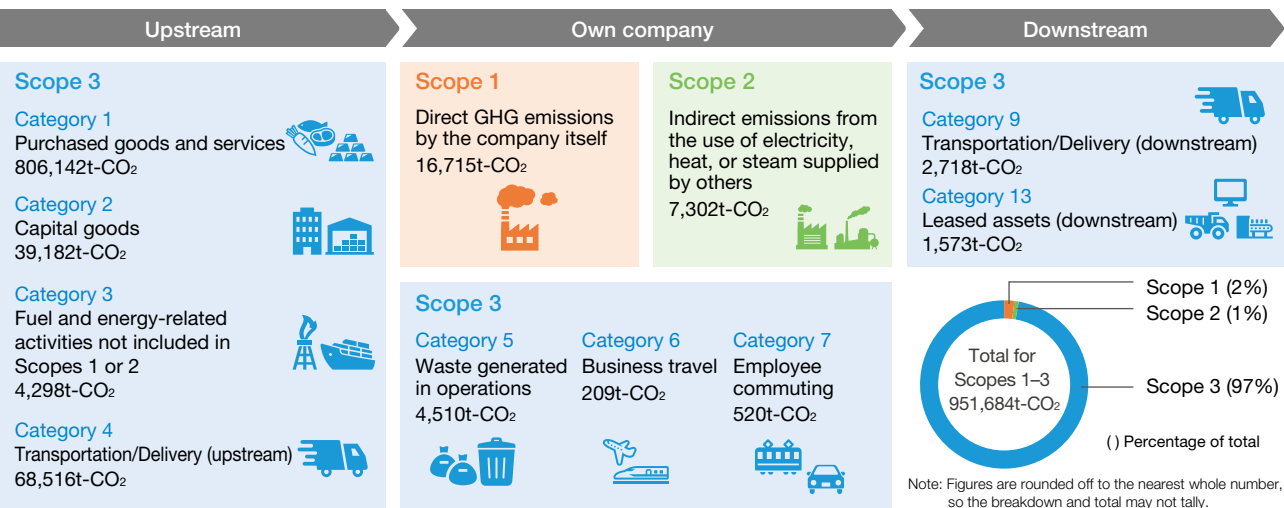 Upstream
Own company
Downstream
Scope 3
Category 1
Purchased goods and services
806,142t-CO₂
Category 2
Capital goods
39,182t-CO₂
Category 3
Fuel and energy-related
activities not included in
Scopes 1 or 2
4,298t-CO₂
Category 4
Transportation/Delivery (upstream)
68,516t-CO₂
Scope 1
Direct GHG emissions
by the company itself
16,715t-CO₂
Scope 2
Indirect emissions from
the use of electricity,
heat, or steam supplied
by others
7,302t-CO₂
Scope 3
Category 5
Waste generated
in operations
4,510t-CO₂
Category 6
Business travel
209t-CO₂
Category 7
Employee
commuting
520t-CO₂
Scope 3
Category 9
Transportation/Delivery (downstream)
2,718t-CO₂
Category 13
Leased assets (downstream)
1,573t-CO₂
Scope 1 (2%)
Scope 2 (1%)
Scope 3 (97%)
Total for
Scopes 1–3
951,684t-CO₂
( ) Percentage of total
Note: Figures are rounded off to the nearest whole number,
so the breakdown and total may not tally.